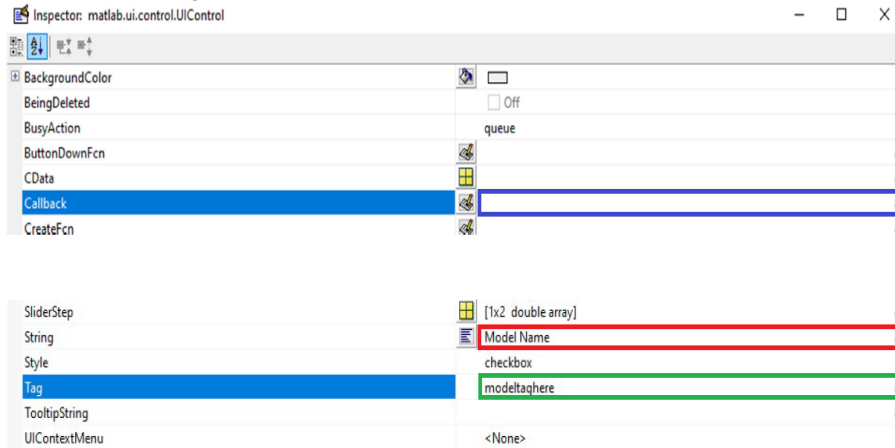 Inspector: matlab.ui.control.UIControl
BackgroundColor
BeingDeleted Off
BusyAction queue
ButtonDownFcn
CData
Callback
CreateFcn
SliderStep [1x2 double array]
String Model Name
Style checkbox
Tag modeltaghere
TooltipString
UIContextMenu <None>